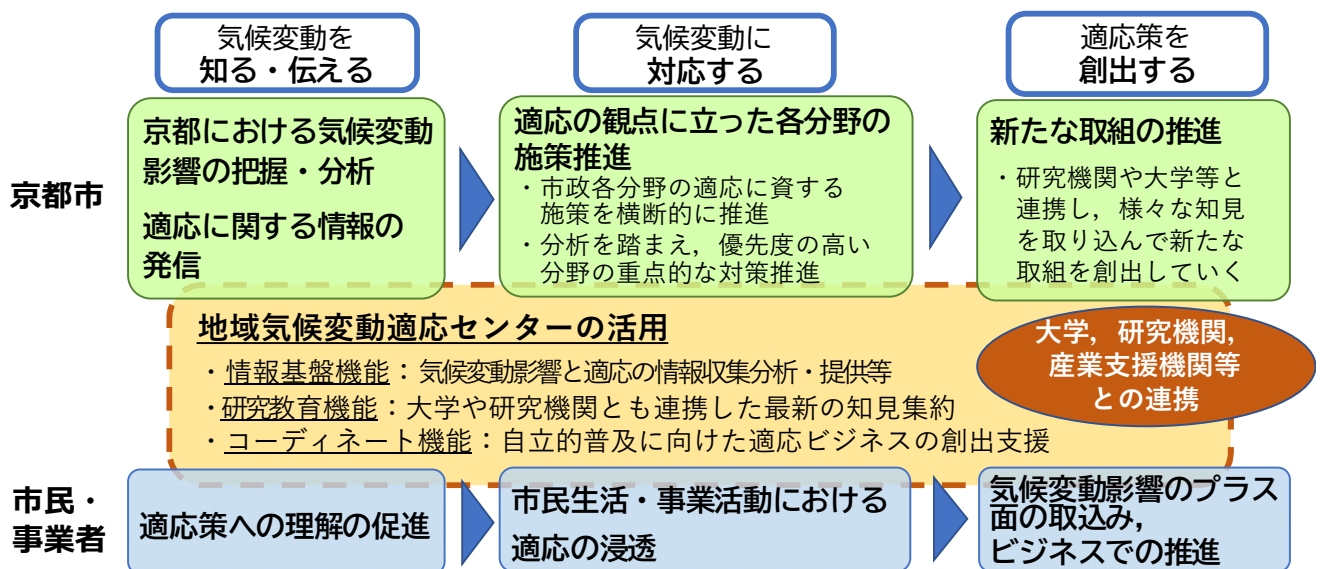 気候変動を
知る・伝える
気候変動に
対応する
適応策を
創出する
京都市
京都における気候変動
影響の把握・分析
適応に関する情報の
発信
適応の観点に立った各分野の
施策推進
・市政各分野の適応に資する
施策を横断的に推進
・分析を踏まえ，優先度の高い
分野の重点的な対策推進
新たな取組の推進
・研究機関や大学等と
連携し，様々な知見
を取り込んで新たな
取組を創出していく
地域気候変動適応センターの活用
・情報基盤機能：気候変動影響と適応の情報収集分析・提供等
・研究教育機能：大学や研究機関とも連携した最新の知見集約
・コーディネート機能：自立的普及に向けた適応ビジネスの創出支援
大学，研究機関，
産業支援機関等
との連携
市民・
事業者
適応策への理解の促進
市民生活・事業活動における
適応の浸透
気候変動影響のプラス
面の取込み，
ビジネスでの推進